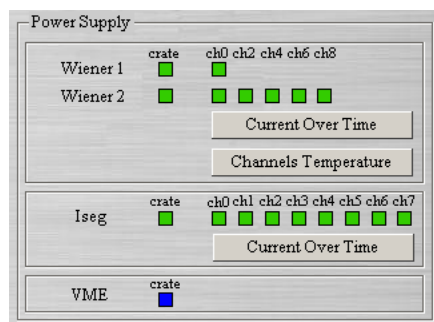 Power Supply
crate ch0 ch2 ch4 ch6 ch8
Wiener 1
Wiener 2
Current Over Time
Channels Temperature
crate ch0 ch1 ch2 ch3 ch4 ch5 ch6 ch7
Iseg
Current Over Time
crate
VME